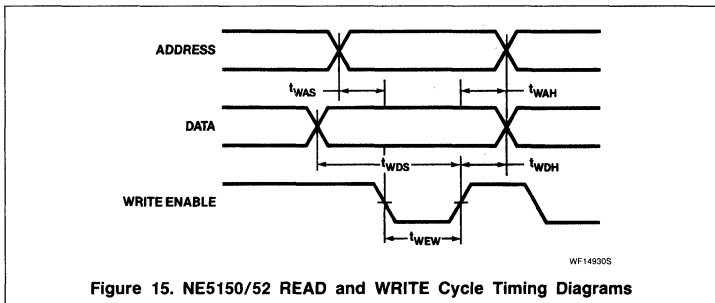 ADDRESS
tWAS
tWAH
DATA
tWDS
tWDH
WRITE ENABLE
tWEW
WF14930S
Figure 15. NE5150/52 READ and WRITE Cycle Timing Diagrams